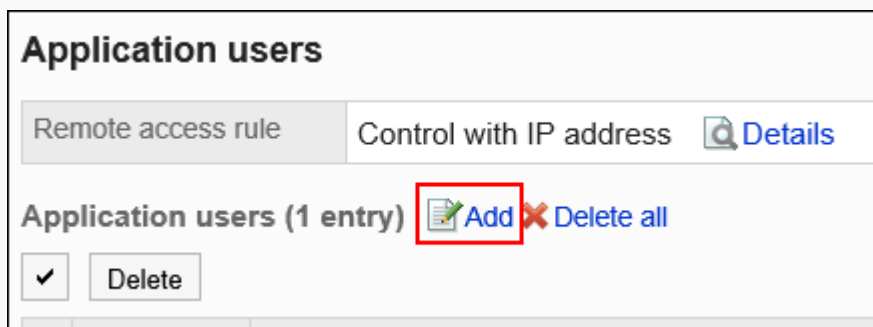 Application users
Remote access rule Control with IP address Details
Application users (1 entry) Add Delete all
Delete